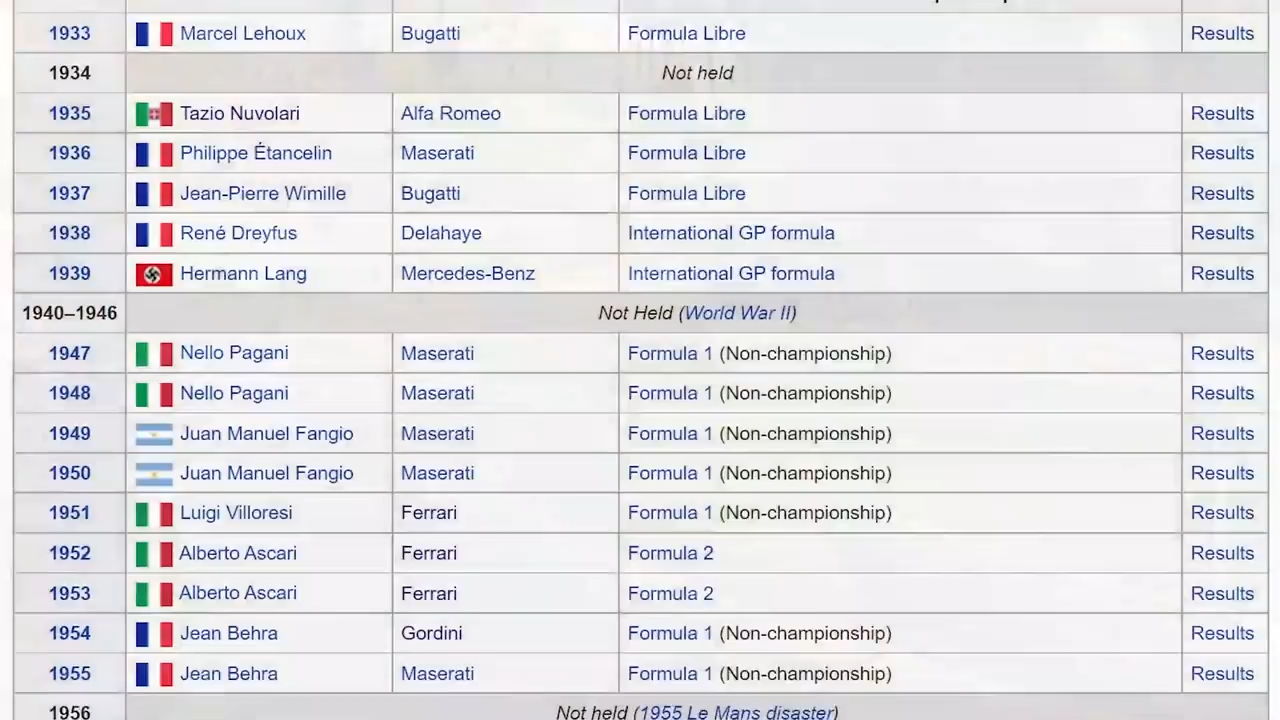 1933 Marcel Lehoux Bugatti Formula Libre Results
1934 Not held
1935 Tazio Nuvolari Alfa Romeo Formula Libre Results
1936 Philippe Étancelin Maserati Formula Libre Results
1937 Jean-Pierre Wimille Bugatti Formula Libre Results
1938 René Dreyfus Delahaye International GP formula Results
1939 Hermann Lang Mercedes-Benz International GP formula Results
1940–1946 Not Held (World War II)
1947 Nello Pagani Maserati Formula 1 (Non-championship) Results
1948 Nello Pagani Maserati Formula 1 (Non-championship) Results
1949 Juan Manuel Fangio Maserati Formula 1 (Non-championship) Results
1950 Juan Manuel Fangio Maserati Formula 1 (Non-championship) Results
1951 Luigi Villoresi Ferrari Formula 1 (Non-championship) Results
1952 Alberto Ascari Ferrari Formula 2 Results
1953 Alberto Ascari Ferrari Formula 2 Results
1954 Jean Behra Gordini Formula 1 (Non-championship) Results
1955 Jean Behra Maserati Formula 1 (Non-championship) Results
1956 Not held (1955 Le Mans disaster)